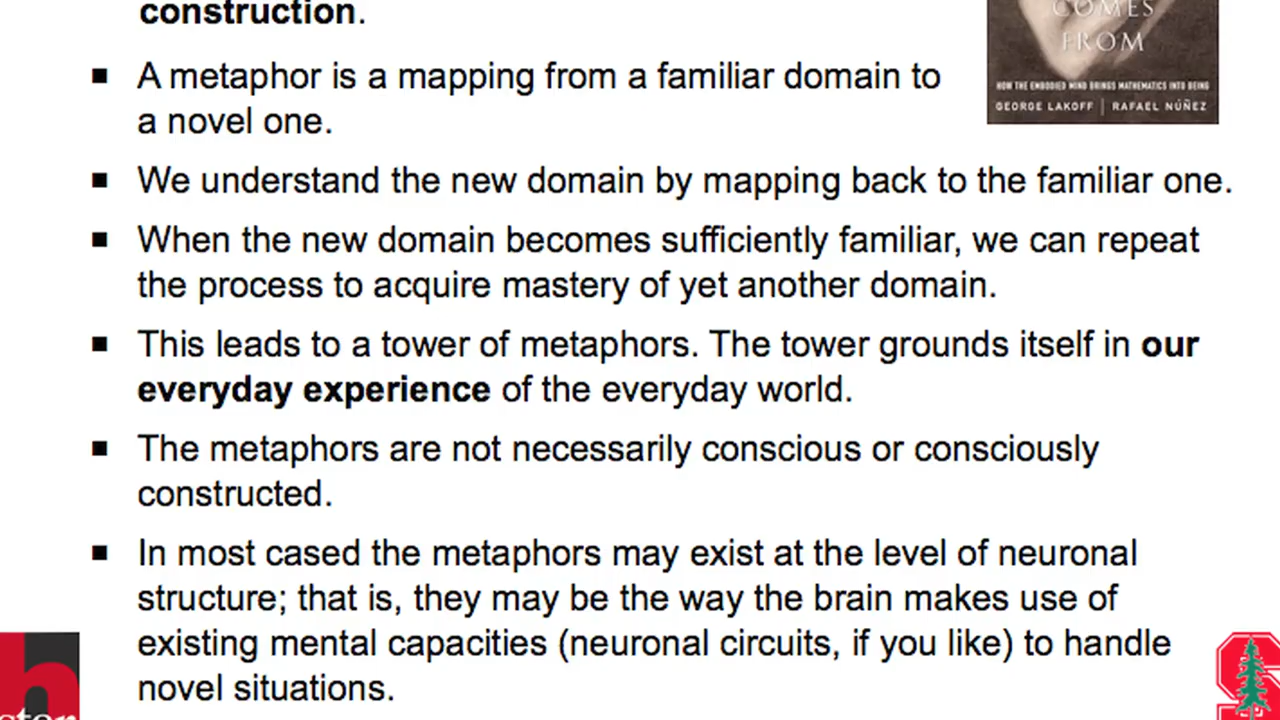 construction.
COMES
FROM
HOW THE EMBODIED MIND BRINGS MATHEMATICS INTO BEING
GEORGE LAKOFF | RAFAEL NÚÑEZ
■ A metaphor is a mapping from a familiar domain to
a novel one.
■ We understand the new domain by mapping back to the familiar one.
■ When the new domain becomes sufficiently familiar, we can repeat
the process to acquire mastery of yet another domain.
■ This leads to a tower of metaphors. The tower grounds itself in our
everyday experience of the everyday world.
■ The metaphors are not necessarily conscious or consciously
constructed.
■ In most cased the metaphors may exist at the level of neuronal
structure; that is, they may be the way the brain makes use of
existing mental capacities (neuronal circuits, if you like) to handle
novel situations.
h
S